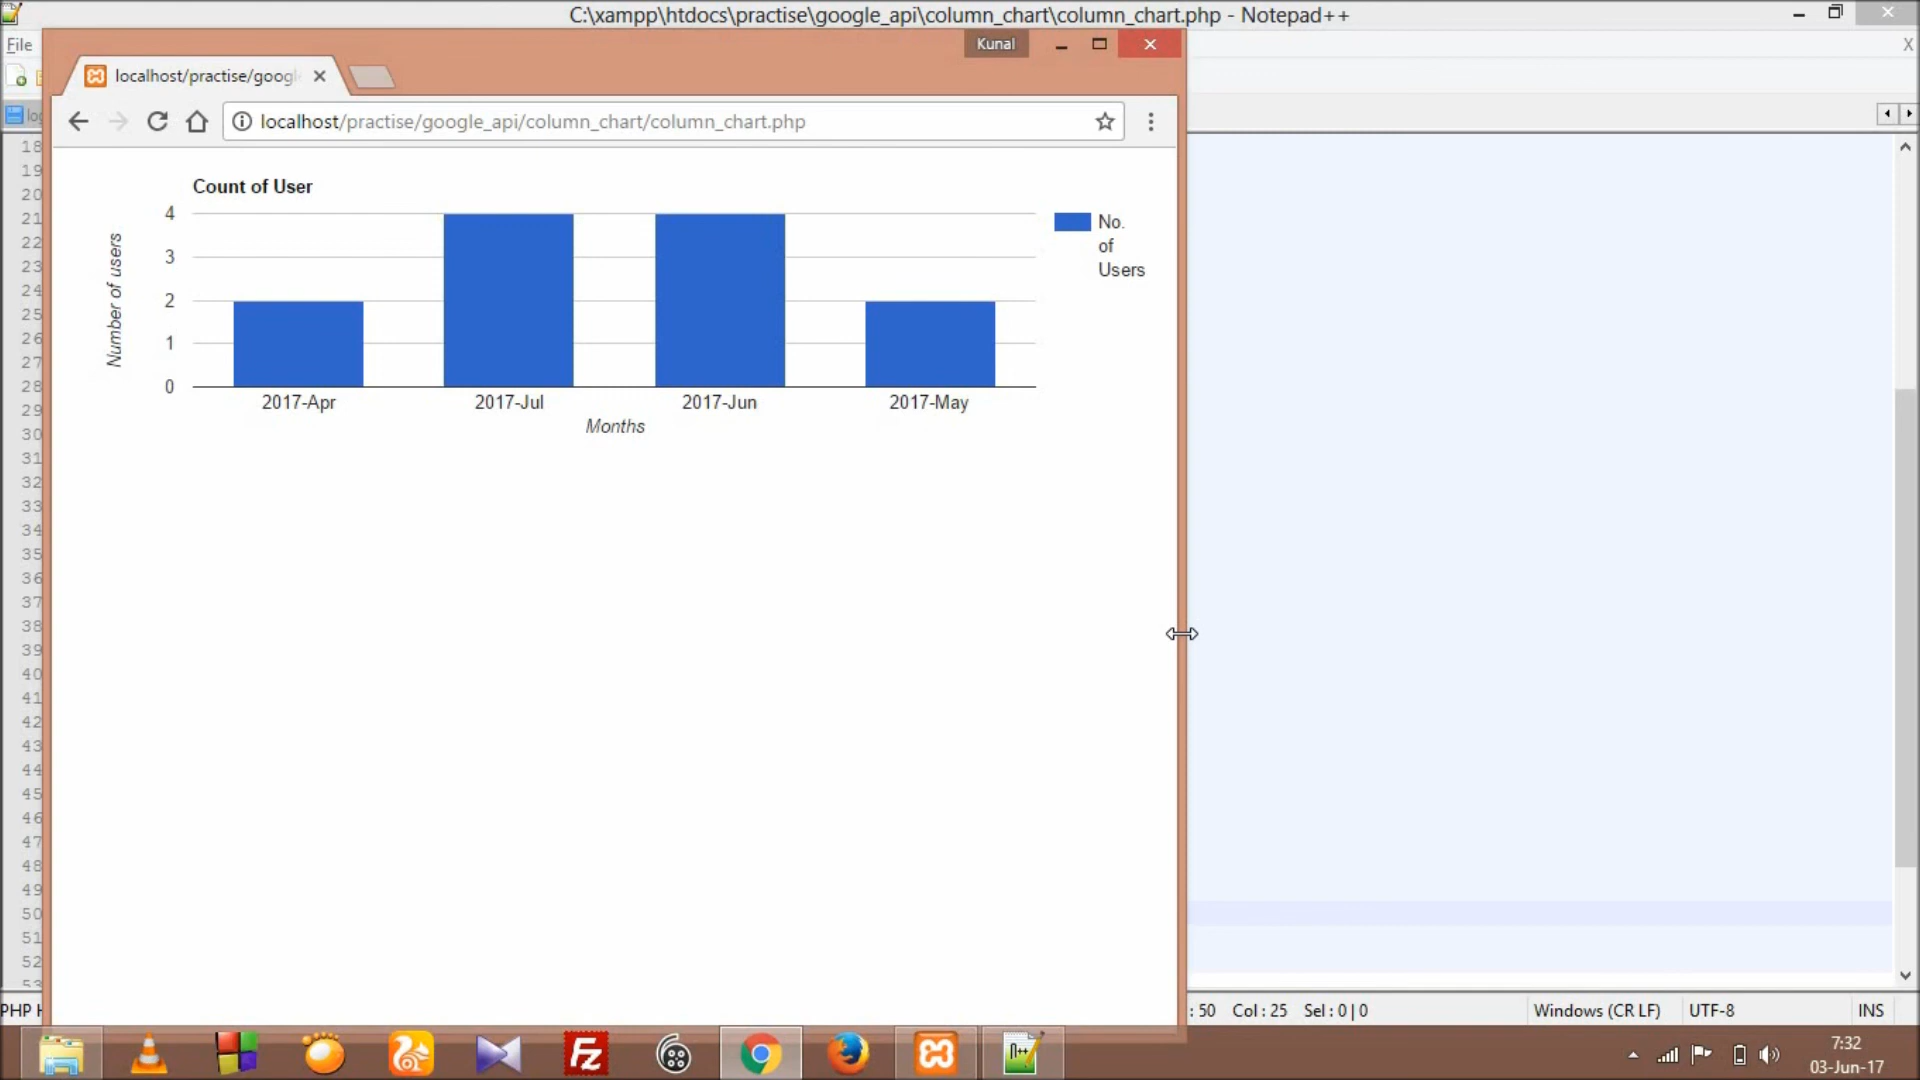 C:\xampp\htdocs\practise\google_api\column_chart\column_chart.php - Notepad++
File
Kunal
X
localhost/practise/googl
localhost/practise/google_api/column_chart/column_chart.php
Count of User
Number of users
4
3
2
1
0
2017-Apr
2017-Jul
2017-Jun
2017-May
Months
No.
of
Users
18
19
20
21
22
23
24
25
26
27
28
29
30
31
32
33
34
35
36
37
38
39
40
41
42
43
44
45
46
47
48
49
50
51
52
53
PHP
: 50 Col : 25 Sel : 0 | 0
Windows (CR LF)
UTF-8
INS
n++
7:32
03-Jun-17